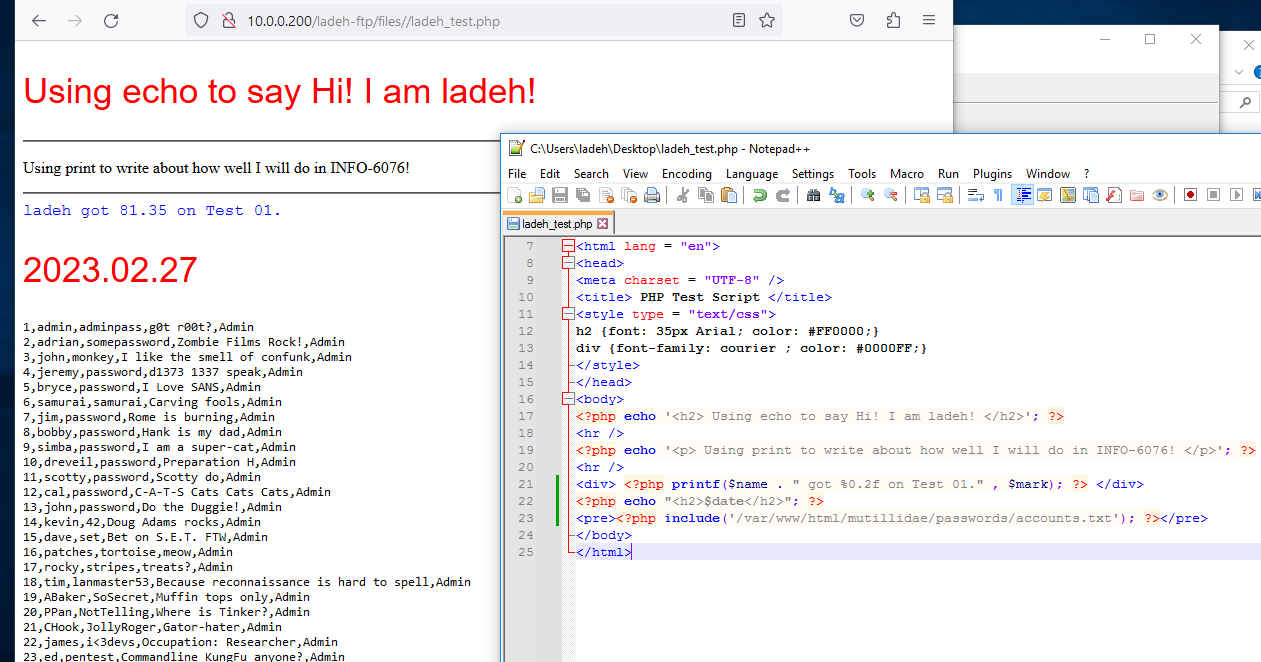 10.0.0.200/ladeh-ftp/files//ladeh_test.php
Using echo to say Hi! I am ladeh!
Using print to write about how well I will do in INFO-6076!
ladeh got 81.35 on Test 01.
2023.02.27
1,admin,adminpass,g0t r00t?,Admin
2,adrian,somepassword,Zombie Films Rock!,Admin
3,john,monkey,I like the smell of confunk,Admin
4,jeremy,password,d1373 1337 speak,Admin
5,bryce,password,I Love SANS,Admin
6,samurai,samurai,Carving fools,Admin
7,jim,password,Rome is burning,Admin
8,bobby,password,Hank is my dad,Admin
9,simba,password,I am a super-cat,Admin
10,dreveil,password,Preparation H,Admin
11,scotty,password,Scotty do,Admin
12,cal,password,C-A-T-S Cats Cats Cats,Admin
13,john,password,Do the Duggie!,Admin
14,kevin,42,Doug Adams rocks,Admin
15,dave,set,Bet on S.E.T. FTW,Admin
16,patches,tortoise,meow,Admin
17,rocky,stripes,treats?,Admin
18,tim,lanmaster53,Because reconnaissance is hard to spell,Admin
19,ABaker,SoSecret,Muffin tops only,Admin
20,PPan,NotTelling,Where is Tinker?,Admin
21,CHook,JollyRoger,Gator-hater,Admin
22,james,i<3devs,Occupation: Researcher,Admin
23,ed,pentest,Commandline KungFu anyone?,Admin
C:\Users\ladeh\Desktop\ladeh_test.php - Notepad++
File Edit Search View Encoding Language Settings Tools Macro Run Plugins Window ?
ladeh_test.php
7 <html lang = "en">
8 <head>
9 <meta charset = "UTF-8" />
10 <title> PHP Test Script </title>
11 <style type = "text/css">
12 h2 {font: 35px Arial; color: #FF0000;}
13 div {font-family: courier ; color: #0000FF;}
14 </style>
15 </head>
16 <body>
17 <?php echo '<h2> Using echo to say Hi! I am ladeh! </h2>'; ?>
18 <hr />
19 <?php echo '<p> Using print to write about how well I will do in INFO-6076! </p>'; ?>
20 <hr />
21 <div> <?php printf($name . " got %0.2f on Test 01." , $mark); ?> </div>
22 <?php echo "<h2>$date</h2>"; ?>
23 <pre><?php include('/var/www/html/mutillidae/passwords/accounts.txt'); ?></pre>
24 </body>
25 </html>